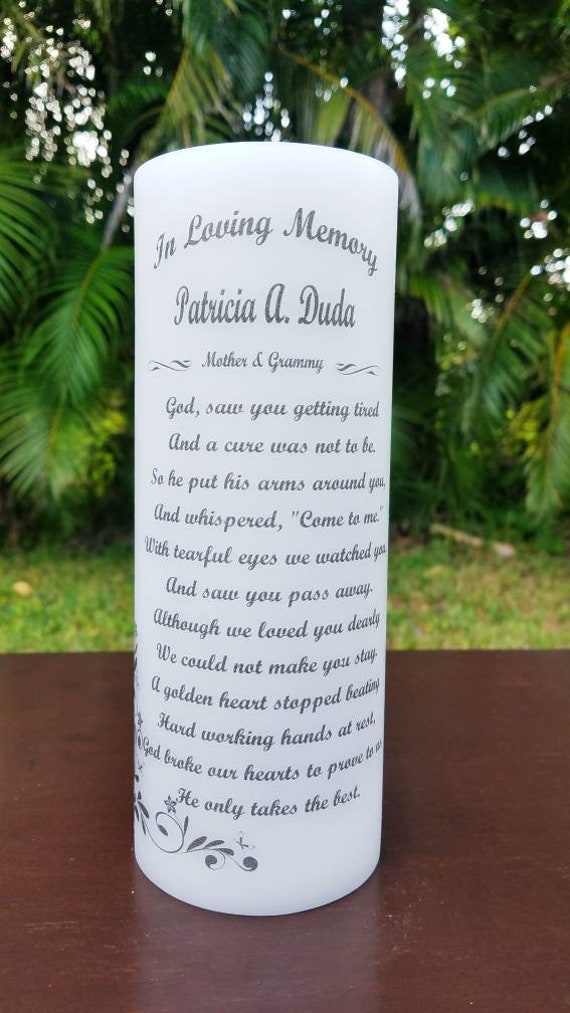 In Loving Memory
Patricia A. Duda
Mother & Grammy
God, saw you getting tired
And a cure was not to be.
So he put his arms around you,
And whispered, "Come to me."
With tearful eyes we watched you,
And saw you pass away.
Although we loved you dearly
We could not make you stay.
A golden heart stopped beating
Hard working hands at rest,
God broke our hearts to prove to us
He only takes the best.